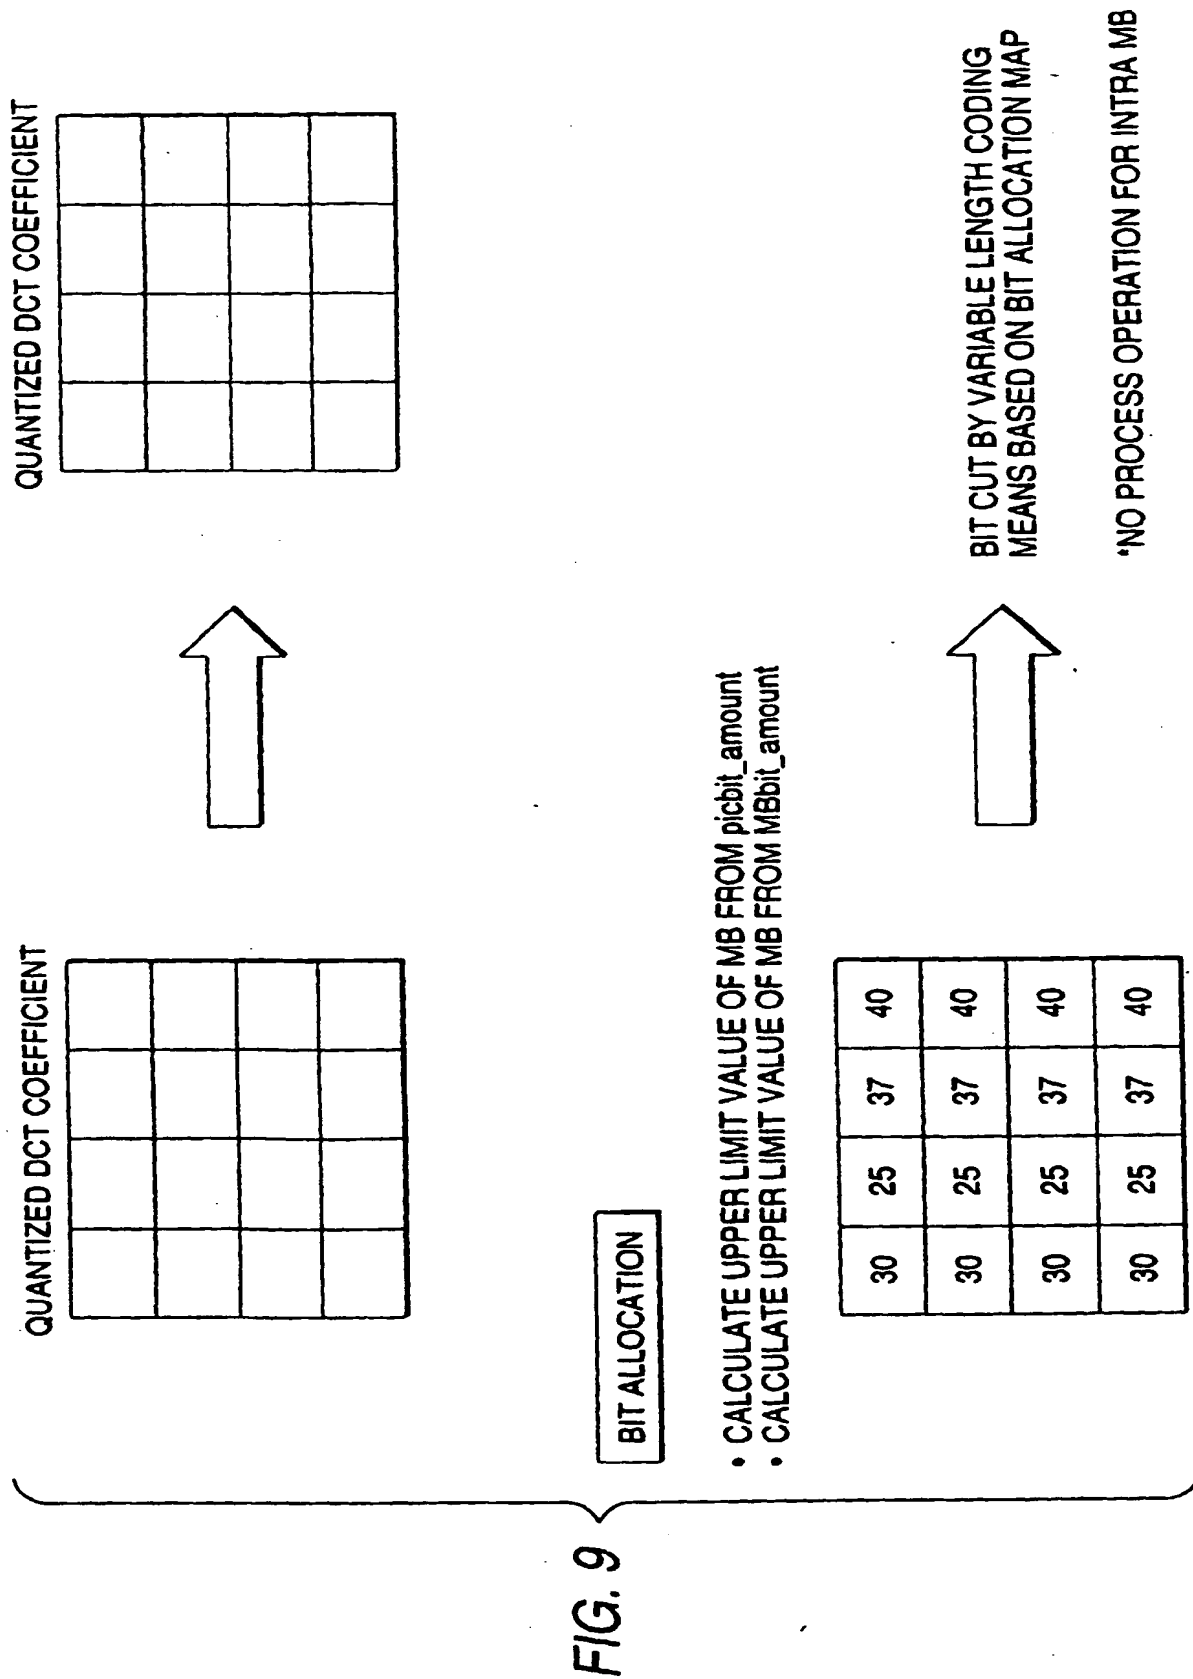 FIG. 9
QUANTIZED DCT COEFFICIENT
QUANTIZED DCT COEFFICIENT
BIT ALLOCATION
• CALCULATE UPPER LIMIT VALUE OF MB FROM picbit_amount
• CALCULATE UPPER LIMIT VALUE OF MB FROM MBbit_amount
30 25 37 40
30 25 37 40
30 25 37 40
30 25 37 40
BIT CUT BY VARIABLE LENGTH CODING
MEANS BASED ON BIT ALLOCATION MAP
*NO PROCESS OPERATION FOR INTRA MB